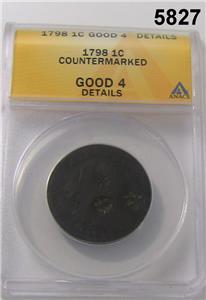 5827
1798 1C GOOD 4 DETAILS
1798 1C
COUNTERMARKED
GOOD 4
DETAILS
ANACS